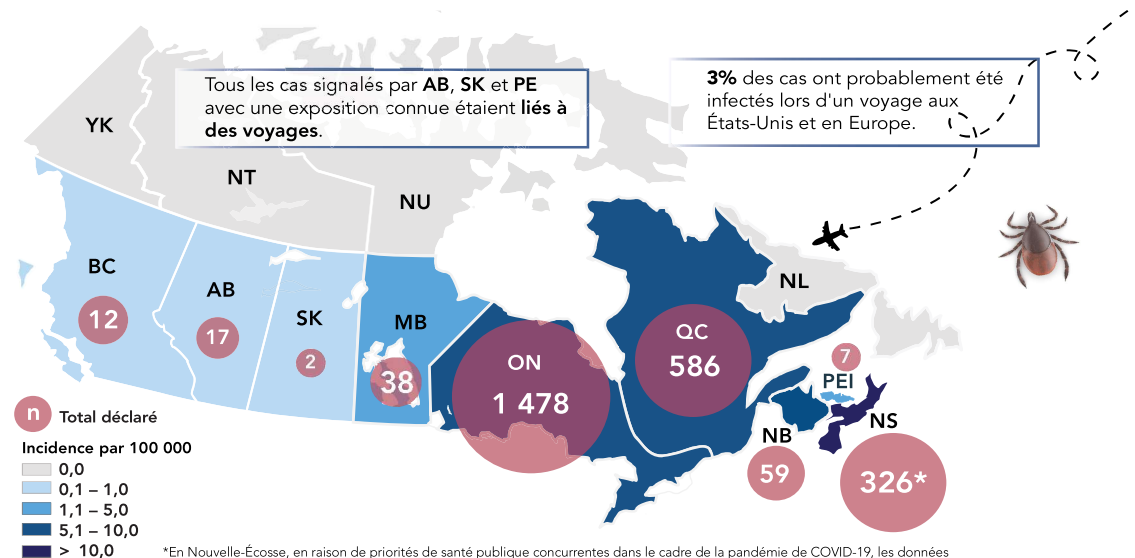 Tous les cas signalés par AB, SK et PE
avec une exposition connue étaient liés à
des voyages.
3% des cas ont probablement été
infectés lors d'un voyage aux
États-Unis et en Europe.
YK
NT
NU
BC
12
AB
17
SK
2
MB
38
ON
1 478
QC
586
NL
7
PEI
NB
59
NS
326*
n Total déclaré
Incidence par 100 000
0,0
0,1 – 1,0
1,1 – 5,0
5,1 – 10,0
> 10,0
*En Nouvelle-Écosse, en raison de priorités de santé publique concurrentes dans le cadre de la pandémie de COVID-19, les données